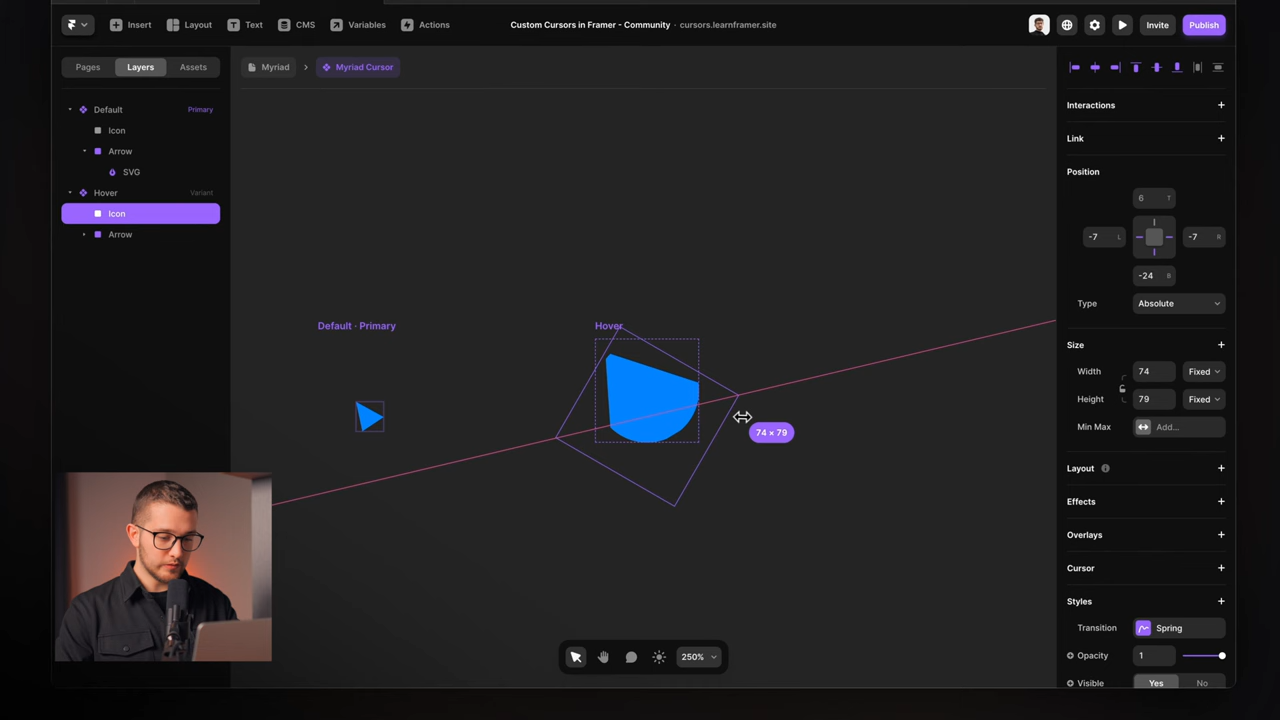 Insert
Layout
Text
CMS
Variables
Actions
Custom Cursors in Framer - Community · cursors.learnframer.site
Invite
Publish
Pages
Layers
Assets
Default
Primary
Icon
Arrow
SVG
Hover
Variant
Icon
Arrow
Myriad
Myriad Cursor
Default · Primary
Hover
74 × 79
250%
Interactions
Link
Position
6 T
-7 L
-7 R
-24 B
Type
Absolute
Size
Width
74
Fixed
Height
79
Fixed
Min Max
Add...
Layout
Effects
Overlays
Cursor
Styles
Transition
Spring
Opacity
1
Visible
Yes
No